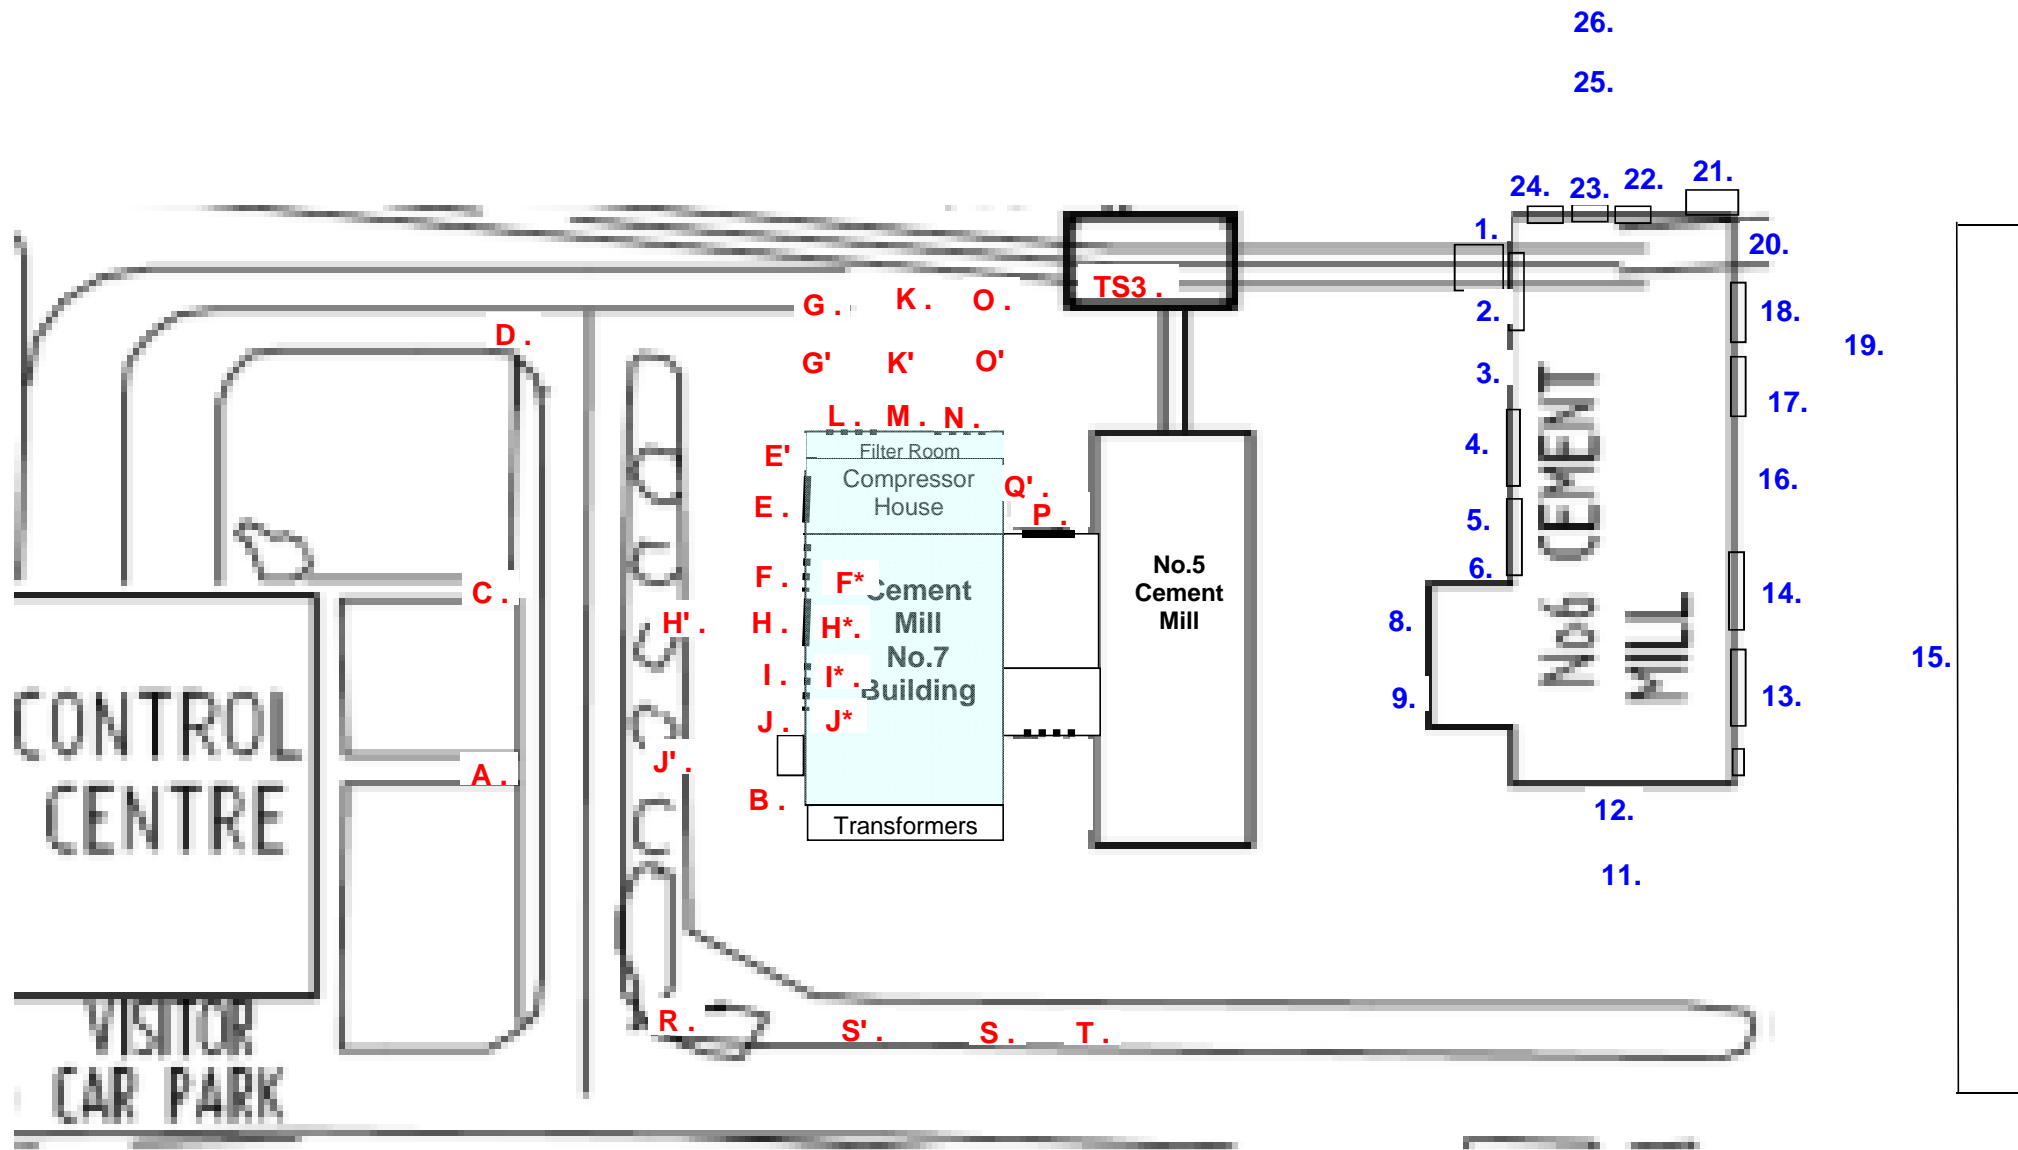 26.
25.
21.
22.
24.
23.
1.
20.
TS3 .
G .
K .
O .
2.
18.
D .
19.
G'
K'
O'
3.
17.
L .
M .
N .
E'
Filter Room
4.
Compressor
House
Q' .
16.
E .
P .
5.
No6 CEMENT
MILL
6.
F .
F*
Cement
Mill
No.7
Building
No.5
Cement
Mill
C .
14.
H' .
H .
H*.
8.
15.
I .
I* .
9.
13.
J .
J*
CONTROL
CENTRE
J' .
A .
B .
Transformers
12.
11.
R .
S' .
S .
T .
VISITOR
CAR PARK